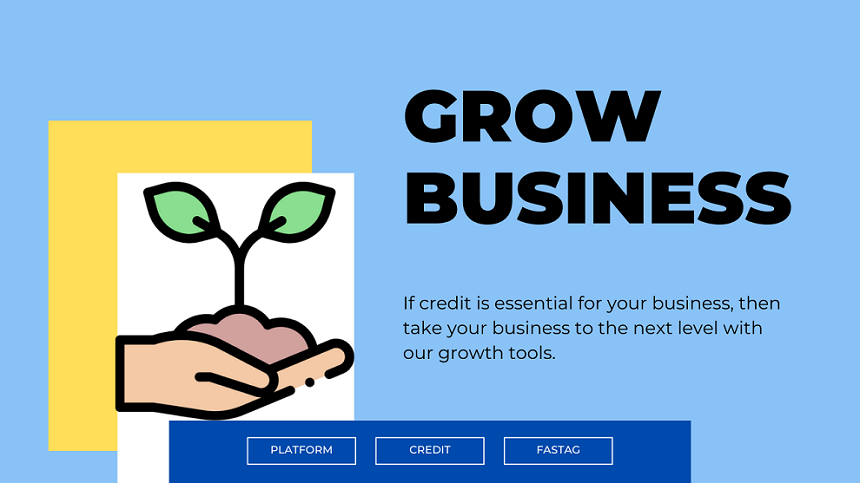 GROW
BUSINESS
If credit is essential for your business, then
take your business to the next level with
our growth tools.
PLATFORM
CREDIT
FASTAG